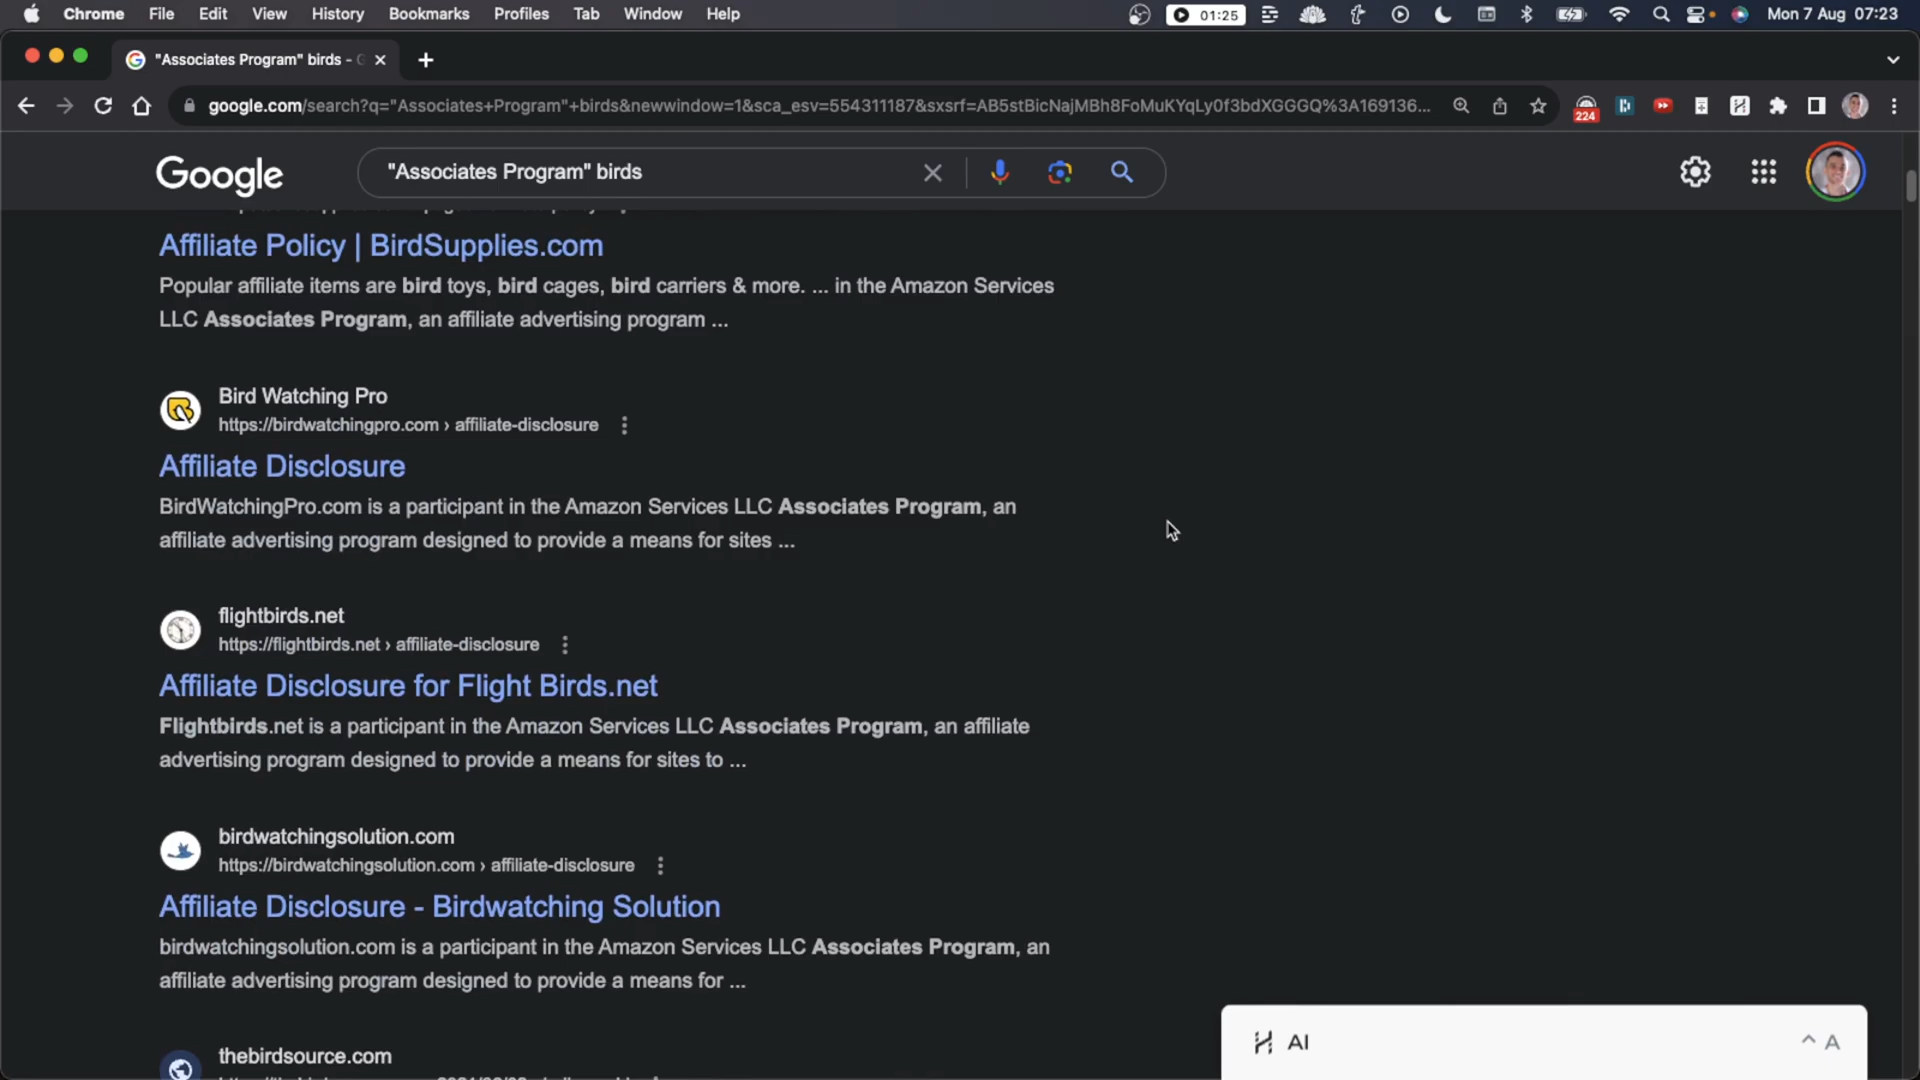 Chrome File Edit View History Bookmarks Profiles Tab Window Help 01:25 Mon 7 Aug 07:23
"Associates Program" birds - G
google.com/search?q="Associates+Program"+birds&newwindow=1&sca_esv=554311187&sxsrf=AB5stBicNajMBh8FoMuKYqLy0f3bdXGGGQ%3A169136... 224
Google "Associates Program" birds
Affiliate Policy | BirdSupplies.com
Popular affiliate items are bird toys, bird cages, bird carriers & more. ... in the Amazon Services
LLC Associates Program, an affiliate advertising program ...
Bird Watching Pro
https://birdwatchingpro.com › affiliate-disclosure
Affiliate Disclosure
BirdWatchingPro.com is a participant in the Amazon Services LLC Associates Program, an
affiliate advertising program designed to provide a means for sites ...
flightbirds.net
https://flightbirds.net › affiliate-disclosure
Affiliate Disclosure for Flight Birds.net
Flightbirds.net is a participant in the Amazon Services LLC Associates Program, an affiliate
advertising program designed to provide a means for sites to ...
birdwatchingsolution.com
https://birdwatchingsolution.com › affiliate-disclosure
Affiliate Disclosure - Birdwatching Solution
birdwatchingsolution.com is a participant in the Amazon Services LLC Associates Program, an
affiliate advertising program designed to provide a means for ...
thebirdsource.com
AI ^ A